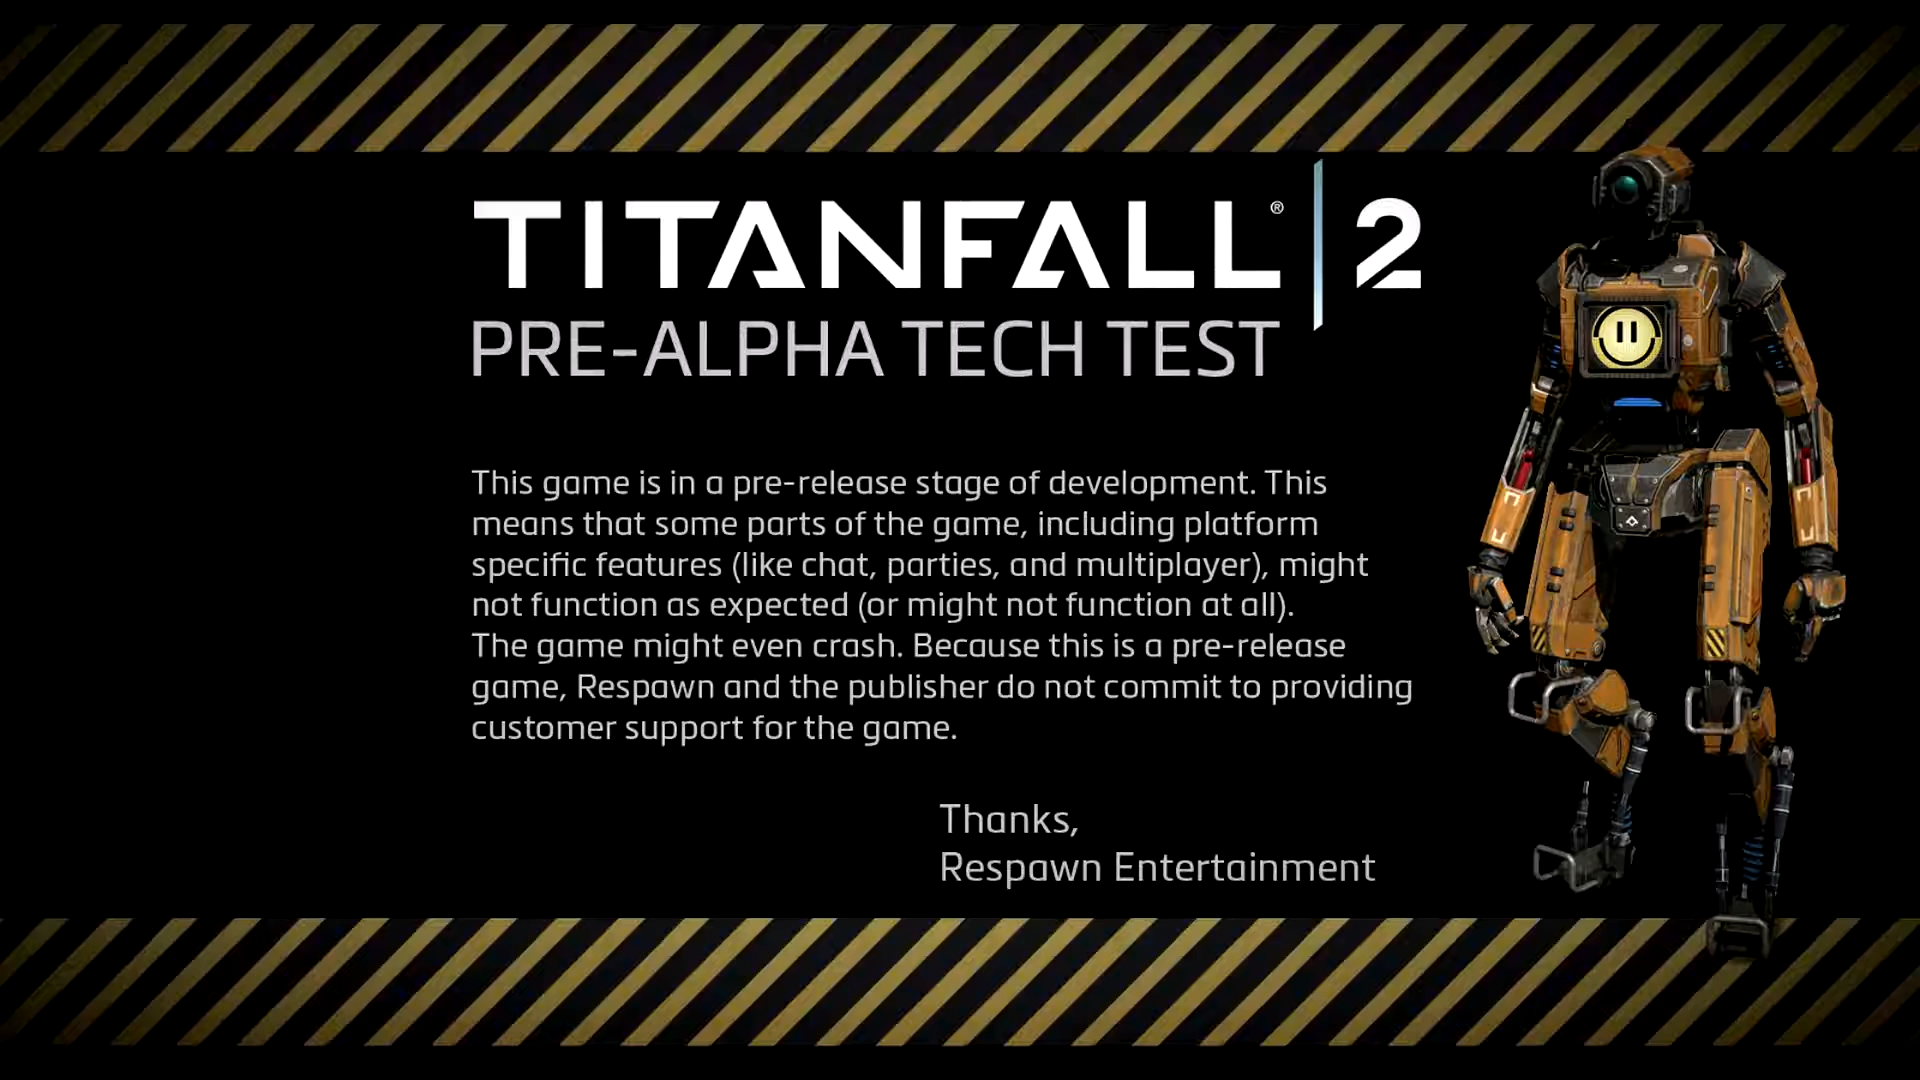 TITANFALL® 2
PRE-ALPHA TECH TEST
This game is in a pre-release stage of development. This
means that some parts of the game, including platform
specific features (like chat, parties, and multiplayer), might
not function as expected (or might not function at all).
The game might even crash. Because this is a pre-release
game, Respawn and the publisher do not commit to providing
customer support for the game.
Thanks,
Respawn Entertainment